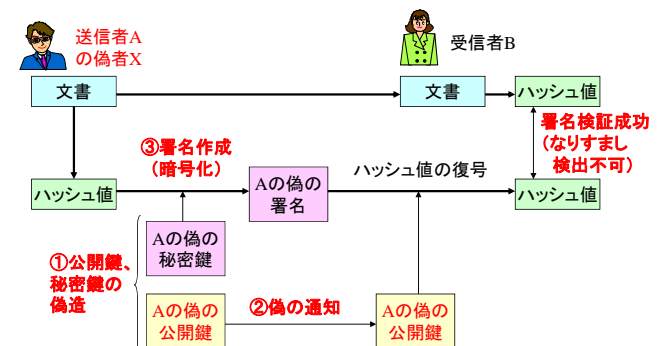 送信者A
の偽者X
受信者B
文書
文書
ハッシュ値
③署名作成
(暗号化)
署名検証成功
(なりすまし
検出不可)
ハッシュ値
Aの偽の
署名
ハッシュ値の復号
ハッシュ値
①公開鍵、
秘密鍵の
偽造
Aの偽の
秘密鍵
Aの偽の
公開鍵
②偽の通知
Aの偽の
公開鍵